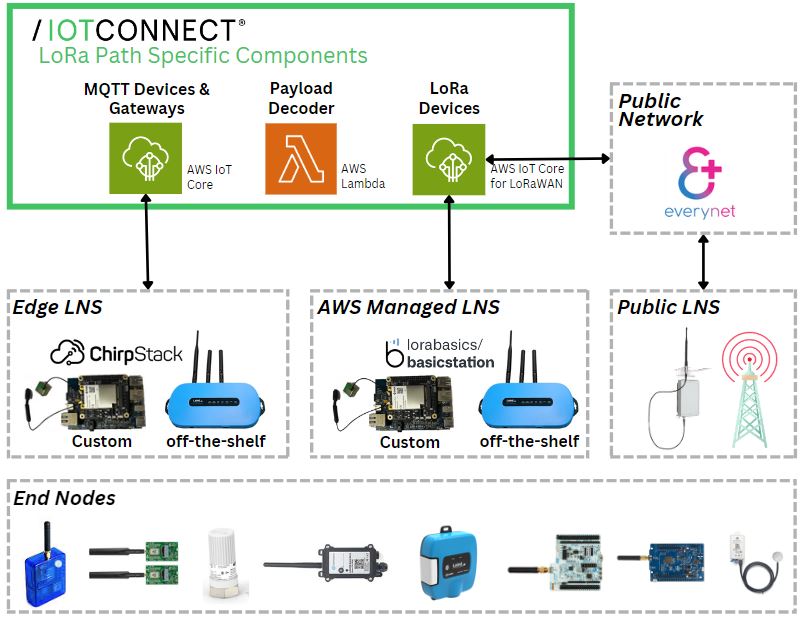 /IOTCONNECT®
LoRa Path Specific Components
MQTT Devices &
Gateways
AWS IoT
Core
Payload
Decoder
AWS
Lambda
LoRa
Devices
AWS IoT Core
for LoRaWAN
Public
Network
everynet
Edge LNS
ChirpStack
Custom
off-the-shelf
AWS Managed LNS
lorabasics/
basicstation
Custom
off-the-shelf
Public LNS
End Nodes